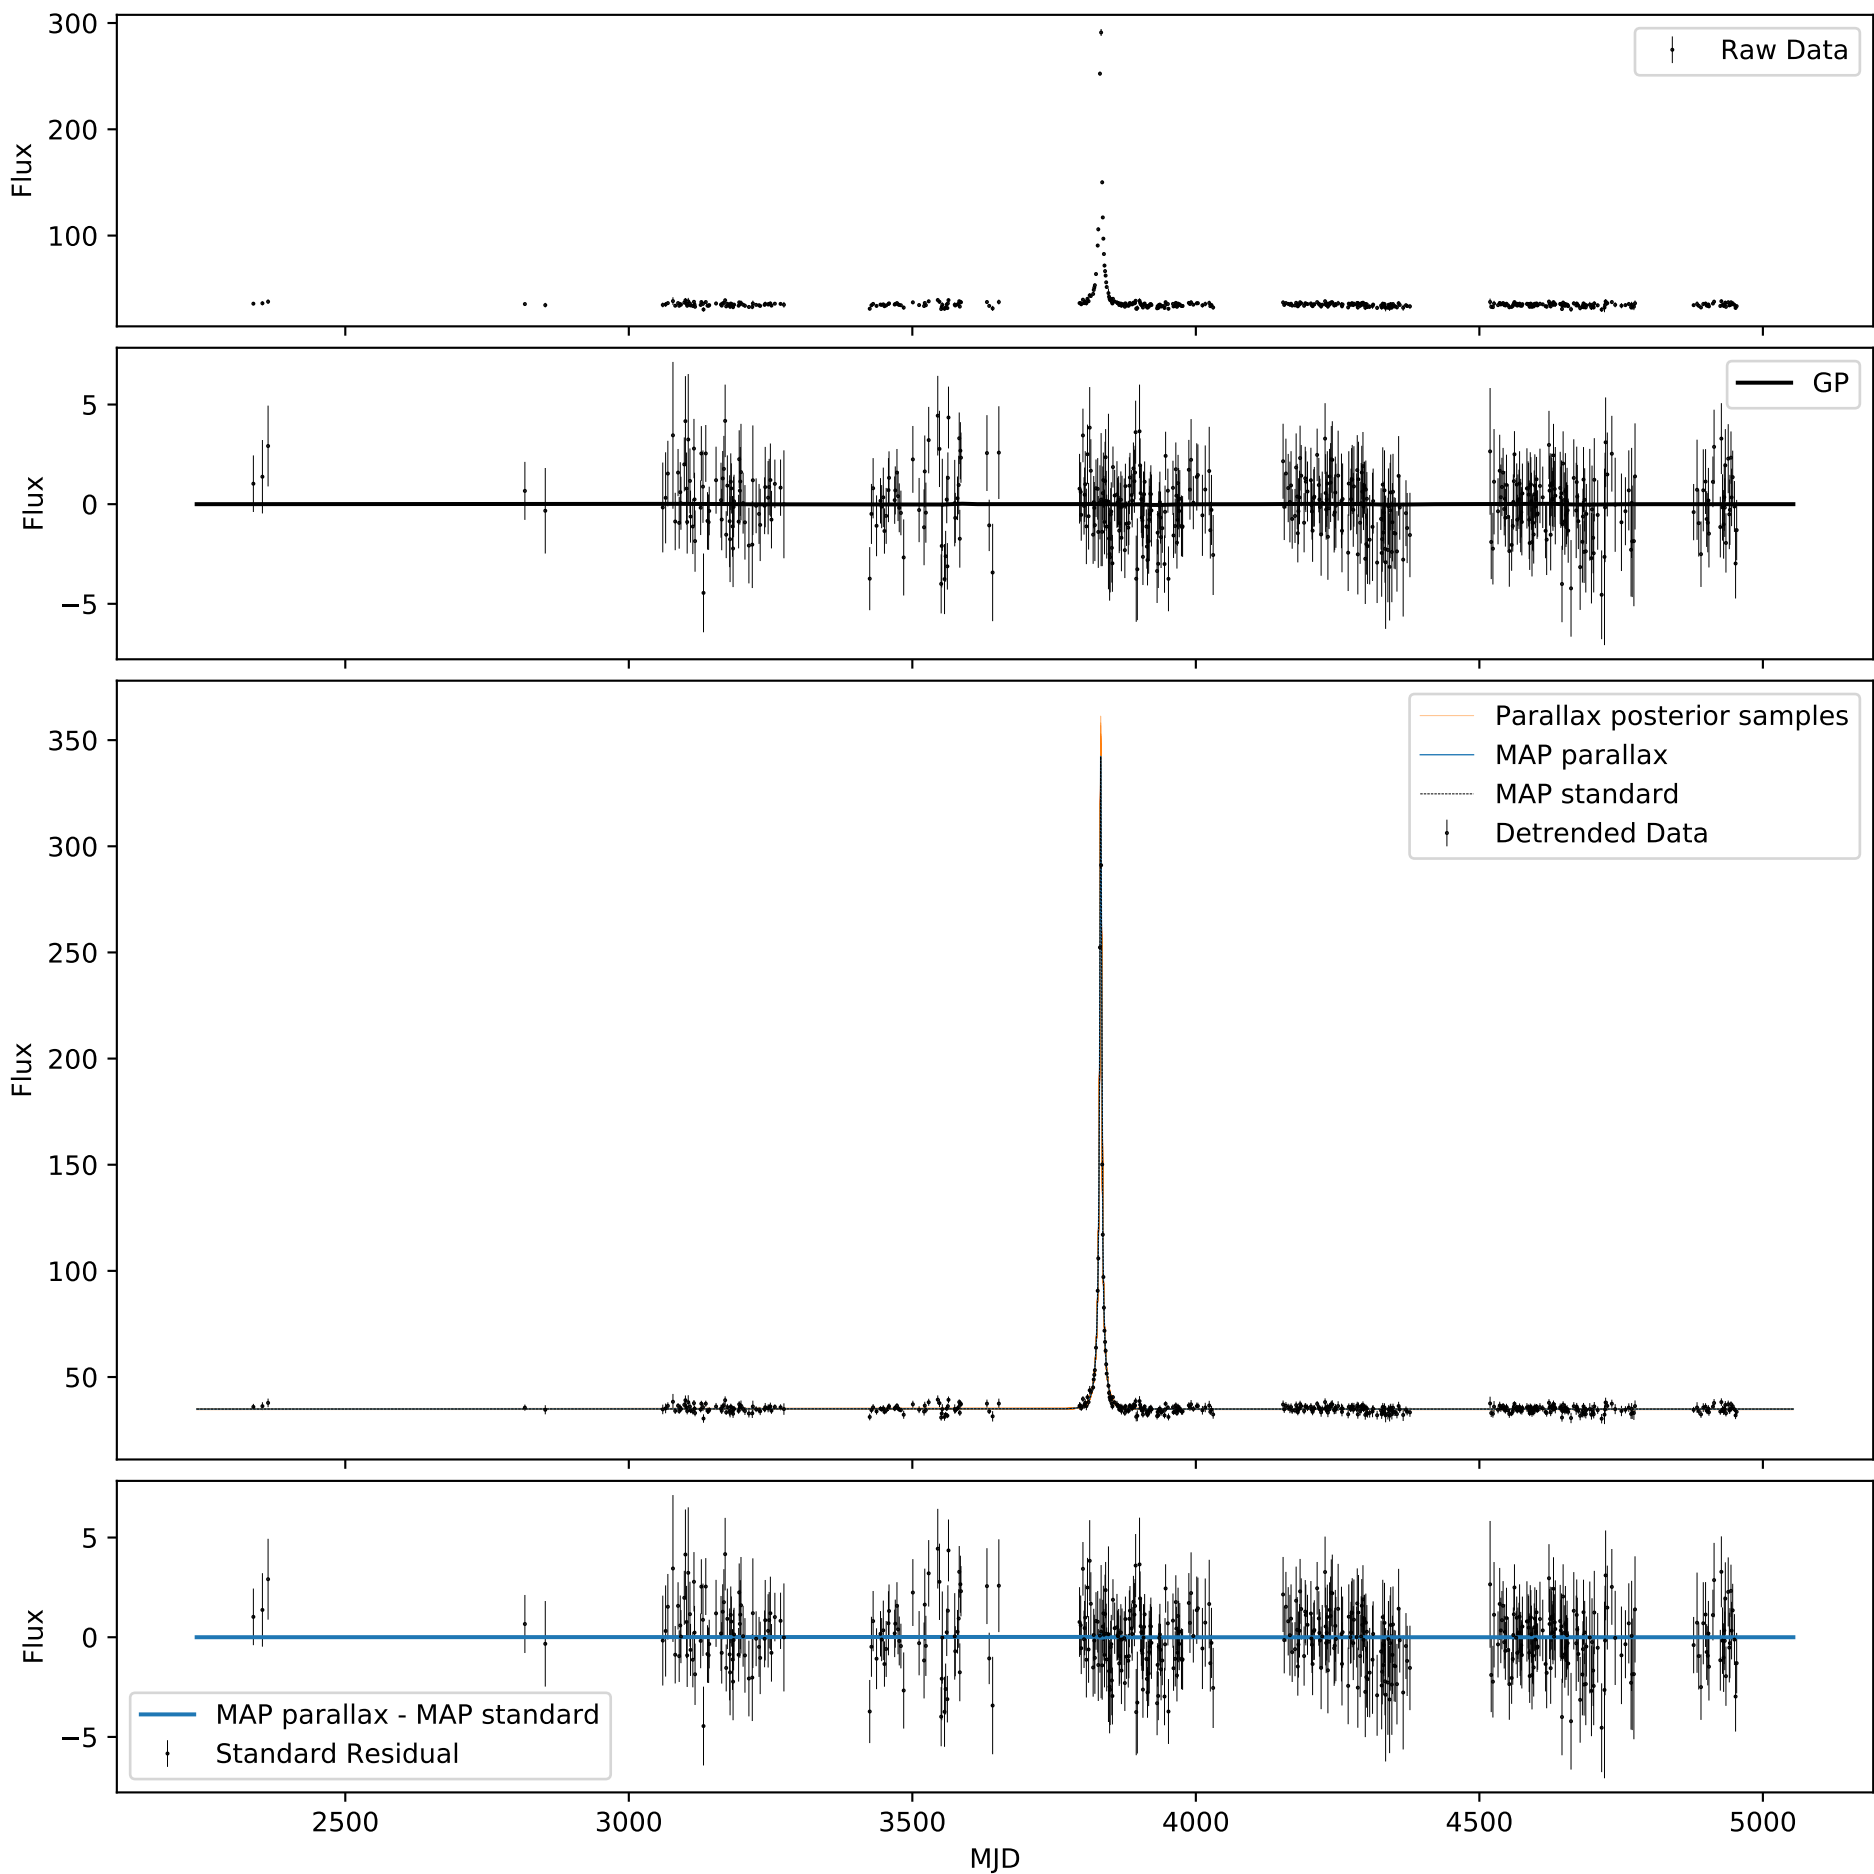 300
200
100
Flux
Raw Data
5
0
−5
Flux
GP
350
300
250
200
150
100
50
Flux
Parallax posterior samples
MAP parallax
MAP standard
Detrended Data
5
0
−5
Flux
MAP parallax - MAP standard
Standard Residual
2500 3000 3500 4000 4500 5000
MJD